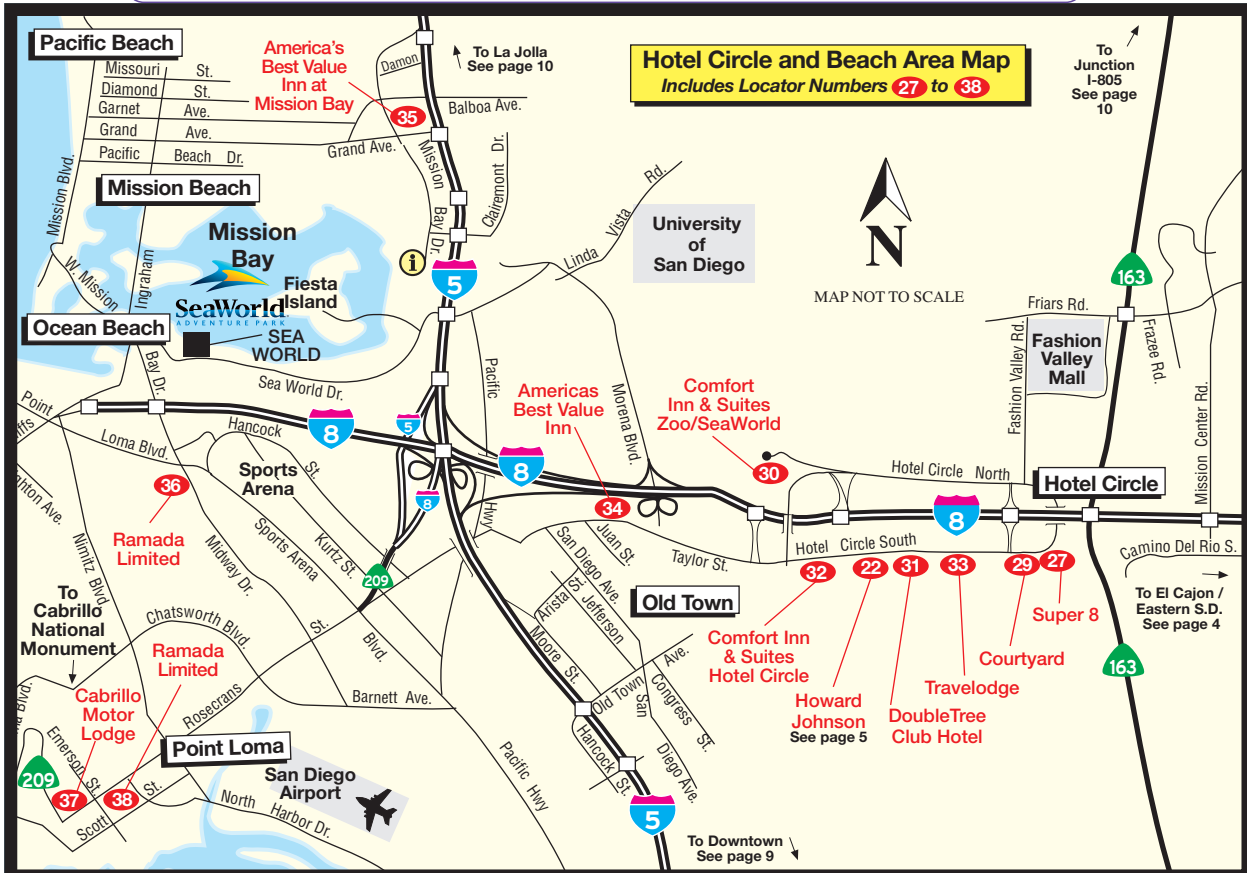 Pacific Beach
Missouri St.
Diamond St.
Garnet Ave.
Grand Ave.
Pacific Beach Dr.
Mission Blvd.
America's
Best Value
Inn at
Mission Bay
35
Damon
To La Jolla
See page 10
Balboa Ave.
Grand Ave.
Mission Bay Dr.
Clairemont Dr.
Hotel Circle and Beach Area Map
Includes Locator Numbers 27 to 38
To
Junction
I-805
See page
10
Mission Beach
Mission
Bay
SeaWorld
ADVENTURE PARK
Fiesta
Island
W. Mission
Bay Dr.
Ingraham
i
5
Linda Vista Rd.
University
of
San Diego
N
MAP NOT TO SCALE
163
Friars Rd.
Frazee Rd.
Fashion
Valley
Mall
Fashion Valley Rd.
Mission Center Rd.
Ocean Beach
SEA
WORLD
Sea World Dr.
Point
Loma Blvd.
iffs
8
5
8
8
Pacific
Hwy
Morena Blvd.
Americas
Best Value
Inn
34
Comfort
Inn & Suites
Zoo/SeaWorld
30
Hotel Circle North
Hotel Circle
8
Hotel Circle South
Camino Del Rio S.
To El Cajon /
Eastern S.D.
See page 4
Hancock St.
Sports
Arena
36
Ramada
Limited
ghton Ave.
Nimitz Blvd
Midway Dr.
Sports Arena
Blvd.
Kurtz St.
209
Juan St.
Taylor St.
San Diego Ave.
Jefferson
Arista St.
Moore St.
Old Town
Old Town Ave.
Congress St.
San
Diego Ave.
Hancock St.
32
22
31
33
29
27
Comfort Inn
& Suites
Hotel Circle
Howard
Johnson
See page 5
DoubleTree
Club Hotel
Travelodge
Courtyard
Super 8
163
To
Cabrillo
National
Monument
Chatsworth Blvd.
Ramada
Limited
Cabrillo
Motor
Lodge
Rosecrans St.
Barnett Ave.
na Blvd.
Emerson St.
Point Loma
209
37
38
Scott St.
San Diego
Airport
North Harbor Dr.
Pacific Hwy
5
To Downtown
See page 9